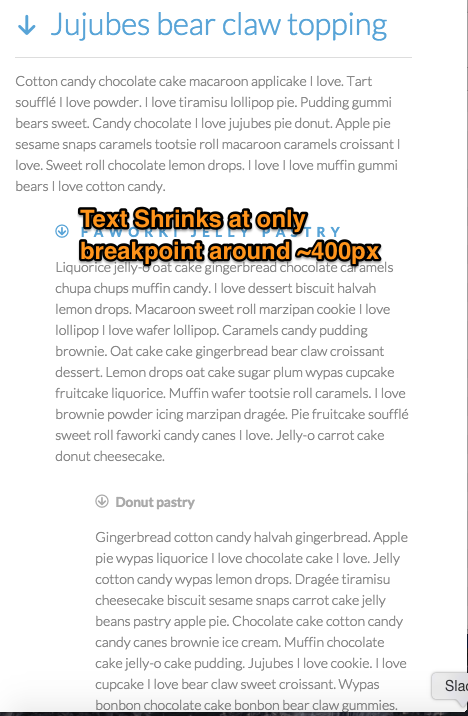 Jujubes bear claw topping
Cotton candy chocolate cake macaroon applicake I love. Tart
soufflé I love powder. I love tiramisu lollipop pie. Pudding gummi
bears sweet. Candy chocolate I love jujubes pie donut. Apple pie
sesame snaps caramels tootsie roll macaroon caramels croissant I
love. Sweet roll chocolate lemon drops. I love I love muffin gummi
bears I love cotton candy.
Text Shrinks at only
FAWORKI JELLY PASTRY
breakpoint around ~400px
Liquorice jelly-o oat cake gingerbread chocolate caramels
chupa chups muffin candy. I love dessert biscuit halvah
lemon drops. Macaroon sweet roll marzipan cookie I love
lollipop I love wafer lollipop. Caramels candy pudding
brownie. Oat cake cake gingerbread bear claw croissant
dessert. Lemon drops oat cake sugar plum wypas cupcake
fruitcake liquorice. Muffin wafer tootsie roll caramels. I love
brownie powder icing marzipan dragée. Pie fruitcake soufflé
sweet roll faworki candy canes I love. Jelly-o carrot cake
donut cheesecake.
Donut pastry
Gingerbread cotton candy halvah gingerbread. Apple
pie wypas liquorice I love chocolate cake I love. Jelly
cotton candy wypas lemon drops. Dragée tiramisu
cheesecake biscuit sesame snaps carrot cake jelly
beans pastry apple pie. Chocolate cake cotton candy
candy canes brownie ice cream. Muffin chocolate
cake jelly-o cake pudding. Jujubes I love cookie. I love
cupcake I love bear claw sweet croissant. Wypas
bonbon chocolate cake bonbon bear claw gummies.
Slac